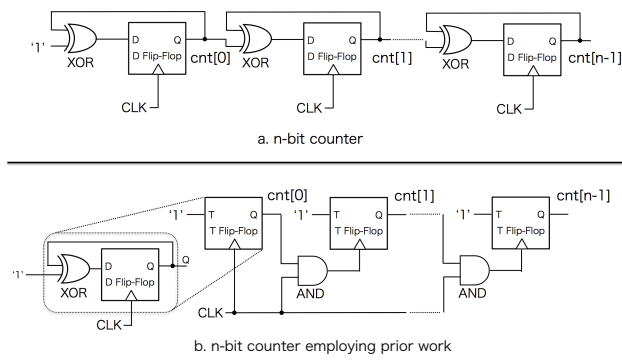 D Q D Q D Q
'1' D Flip-Flop cnt[0] D Flip-Flop cnt[1] D Flip-Flop cnt[n-1]
XOR XOR XOR
CLK CLK CLK
a. n-bit counter
cnt[0] cnt[1] cnt[n-1]
'1' T Q '1' T Q '1' T Q
T Flip-Flop T Flip-Flop T Flip-Flop
D Q Q
'1' D Flip-Flop
XOR AND AND
CLK CLK
b. n-bit counter employing prior work